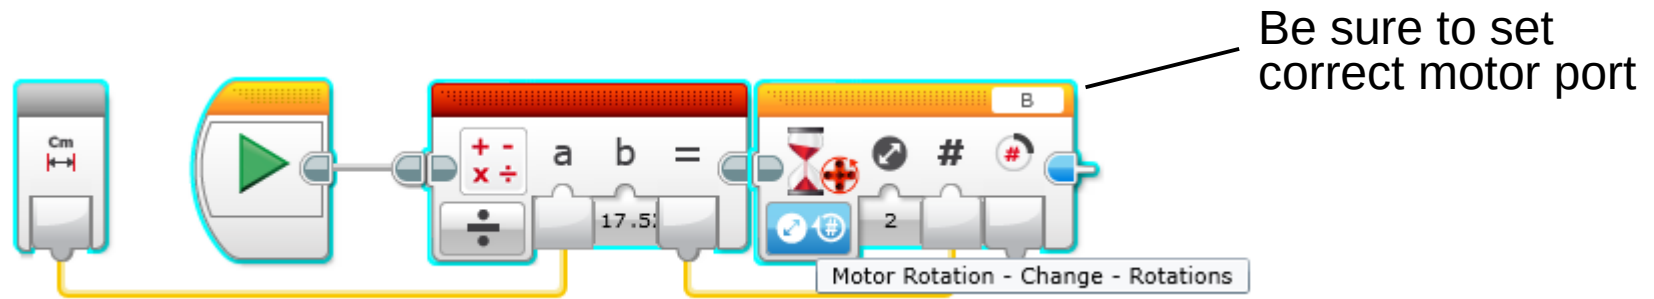 Be sure to set
correct motor port
B
Cm
+ -
x ÷
a b =
#
#
÷
17.5
#
2
Motor Rotation - Change - Rotations